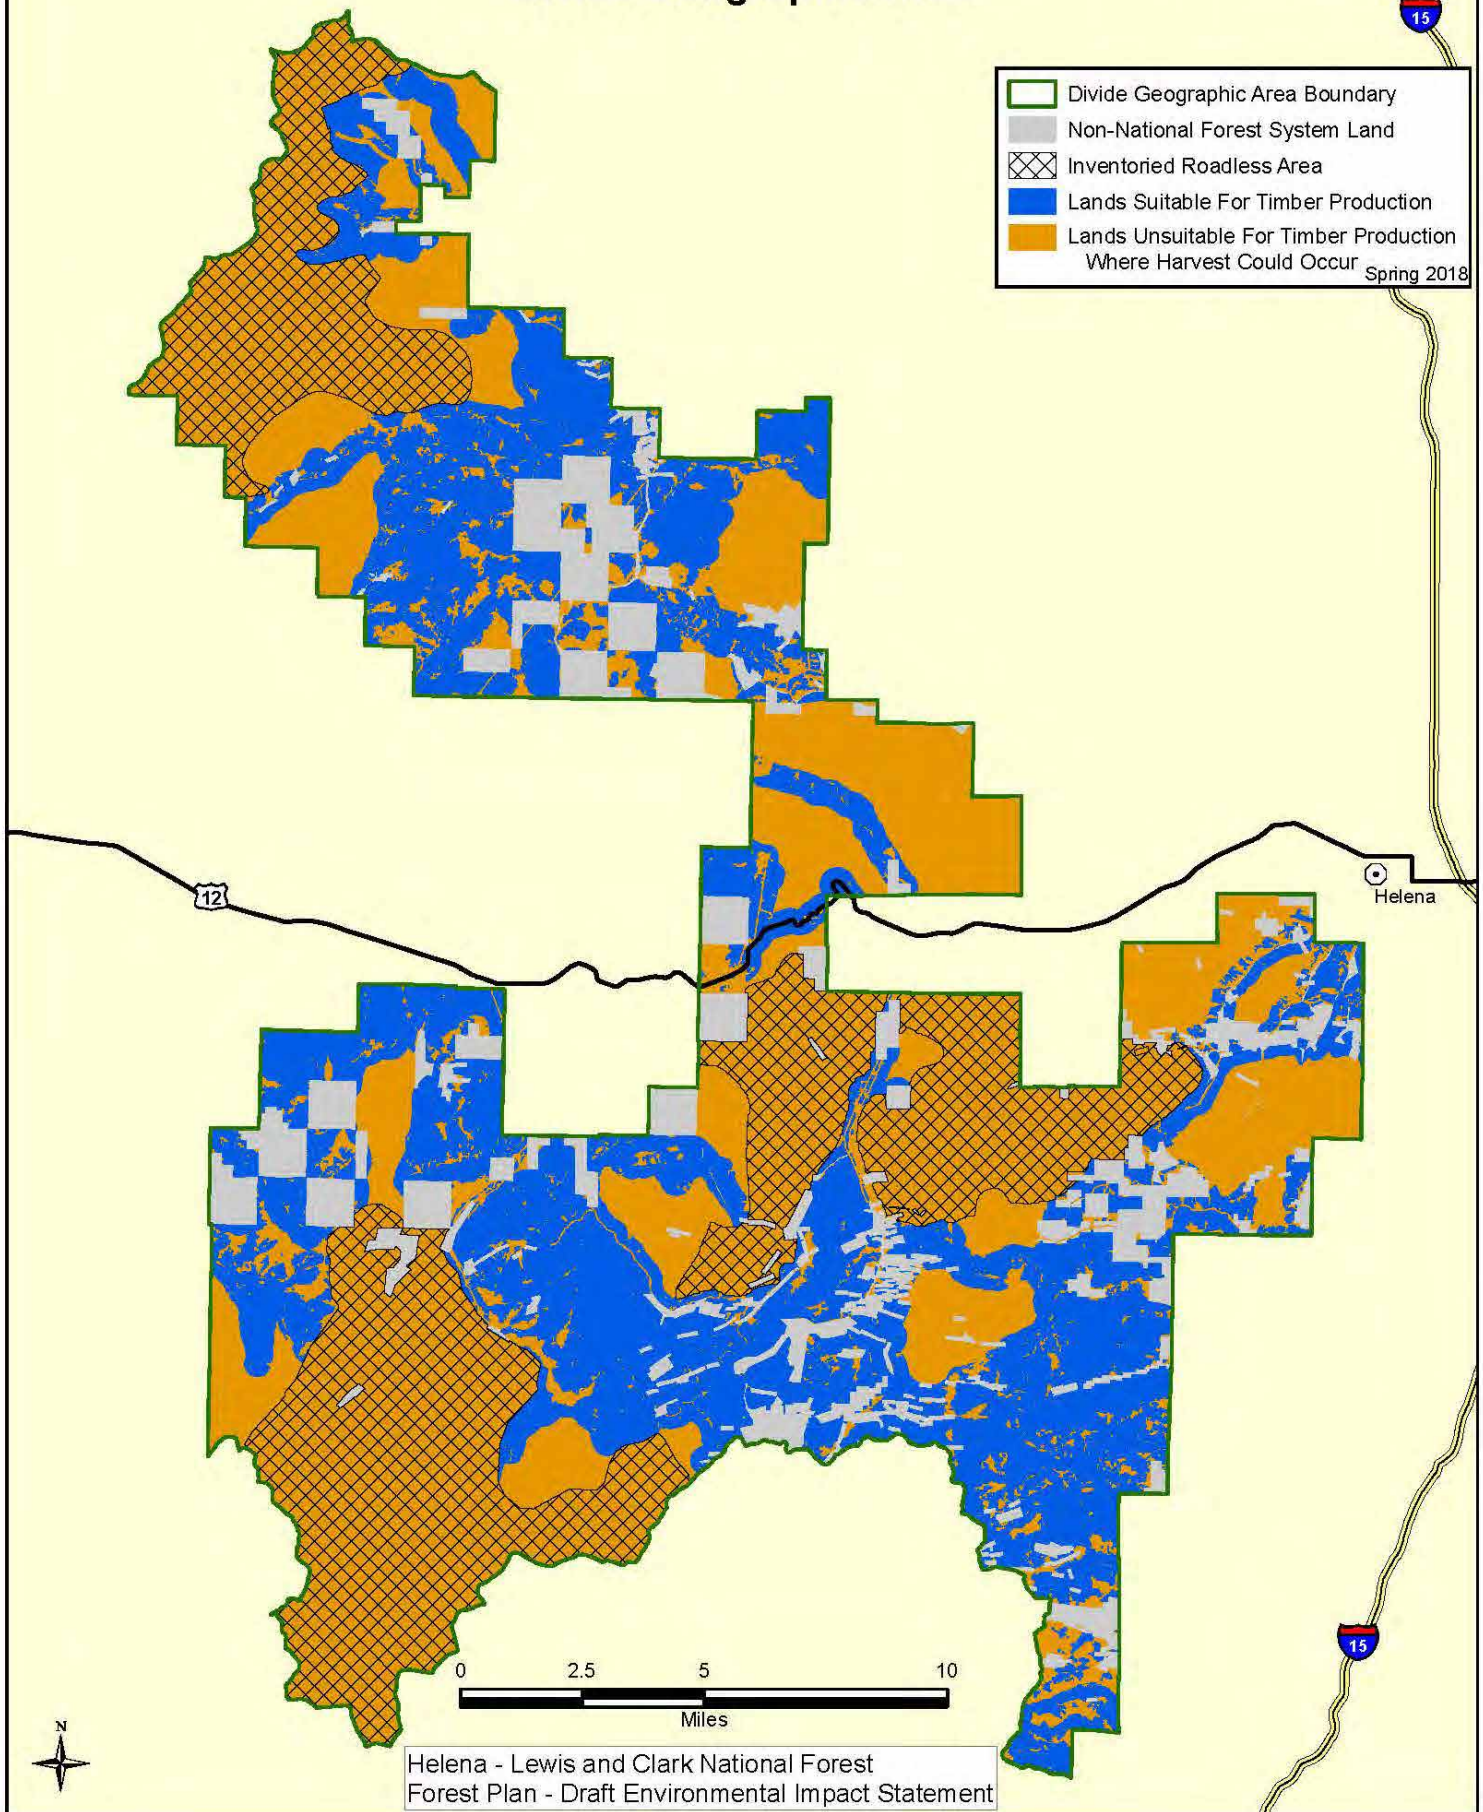 15
Divide Geographic Area Boundary
Non-National Forest System Land
Inventoried Roadless Area
Lands Suitable For Timber Production
Lands Unsuitable For Timber Production
Where Harvest Could Occur
Spring 2018
12
Helena
15
0 2.5 5 10
Miles
N
Helena - Lewis and Clark National Forest
Forest Plan - Draft Environmental Impact Statement